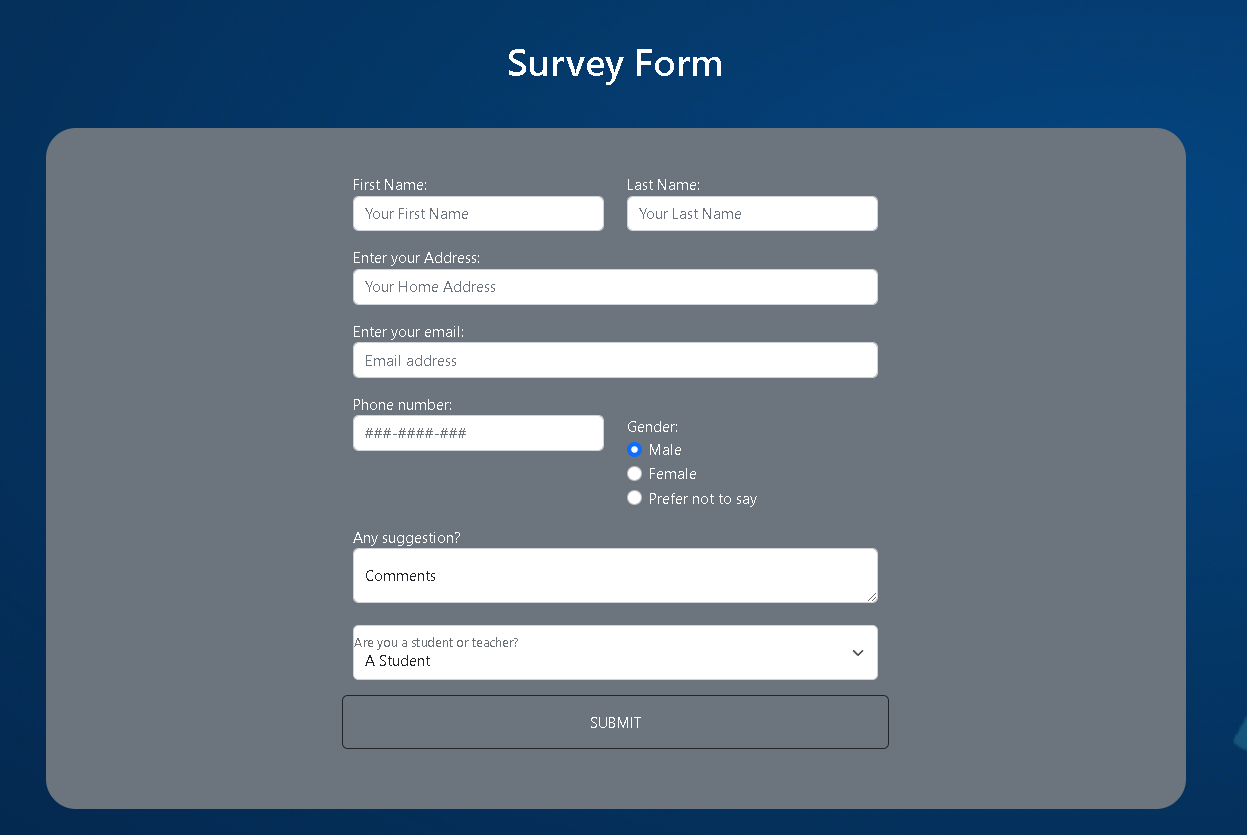 Survey Form
First Name:
Last Name:
Your First Name
Your Last Name
Enter your Address:
Your Home Address
Enter your email:
Email address
Phone number:
###-####-###
Gender:
Male
Female
Prefer not to say
Any suggestion?
Comments
Are you a student or teacher?
A Student
SUBMIT